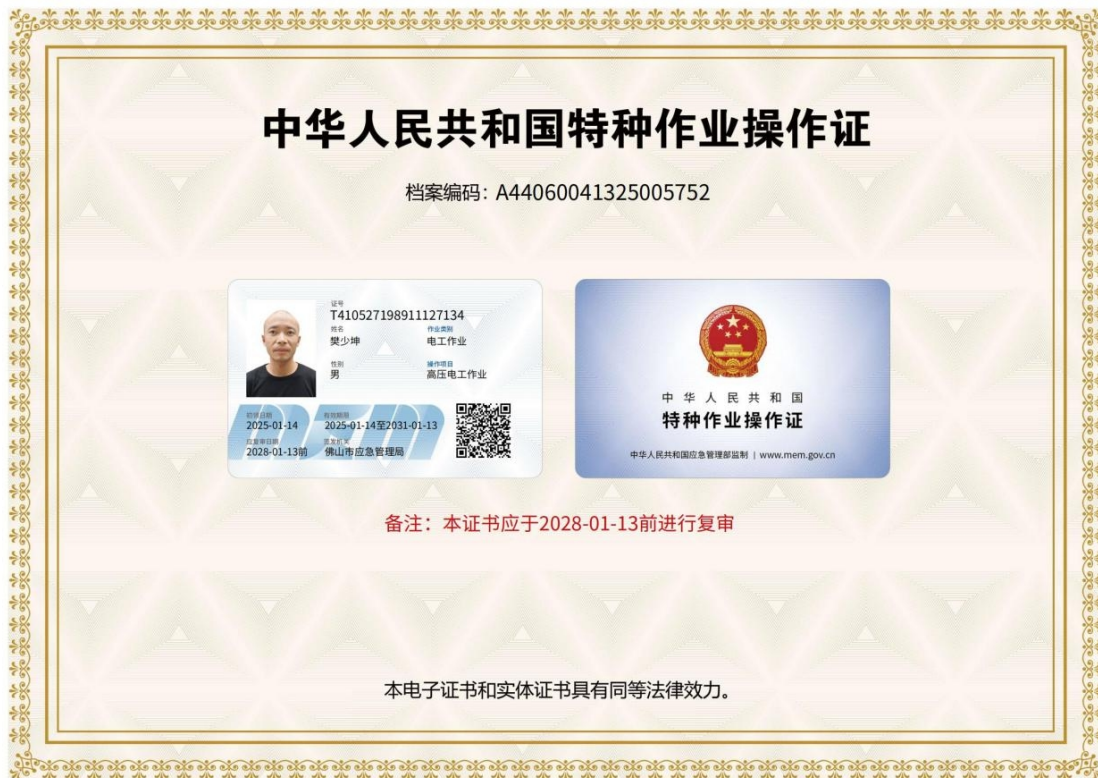 中华人民共和国特种作业操作证
档案编码：A44060041325005752
证号
T410527198911127134
姓名
樊少坤
作业类别
电工作业
性别
男
操作项目
高压电工作业
初领日期
2025-01-14
有效期限
2025-01-14至2031-01-13
应复审日期
2028-01-13前
签发机关
佛山市应急管理局
中华人民共和国
特种作业操作证
中华人民共和国应急管理部监制 | www.mem.gov.cn
备注：本证书应于2028-01-13前进行复审
本电子证书和实体证书具有同等法律效力。